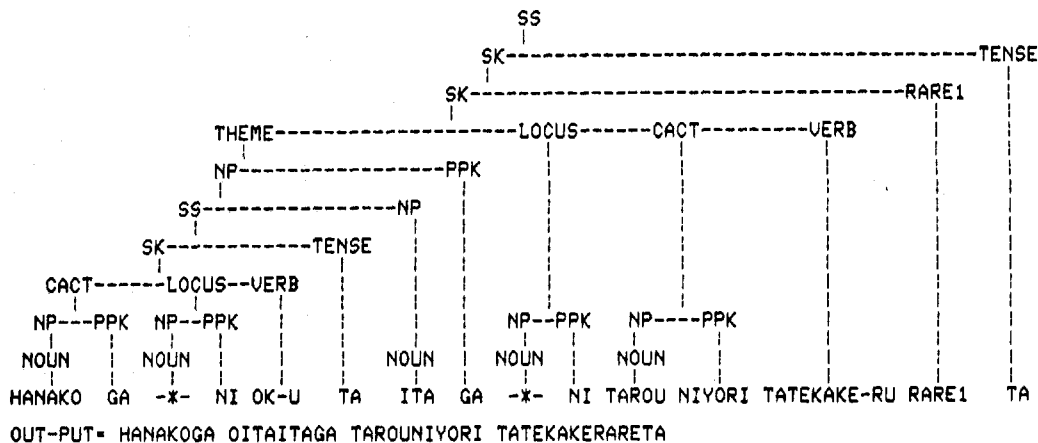 SS
SK TENSE
SK RARE1
THEME LOCUS CACT VERB
NP PPK
SS NP
SK TENSE
CACT LOCUS VERB
NP PPK NP PPK NP PPK NP PPK
NOUN NOUN NOUN NOUN NOUN
HANAKO GA -*- NI OK-U TA ITA GA -*- NI TAROU NIYORI TATEKAKE-RU RARE1 TA
OUT-PUT= HANAKOGA OITAITAGA TAROUNIYORI TATEKAKERARETA